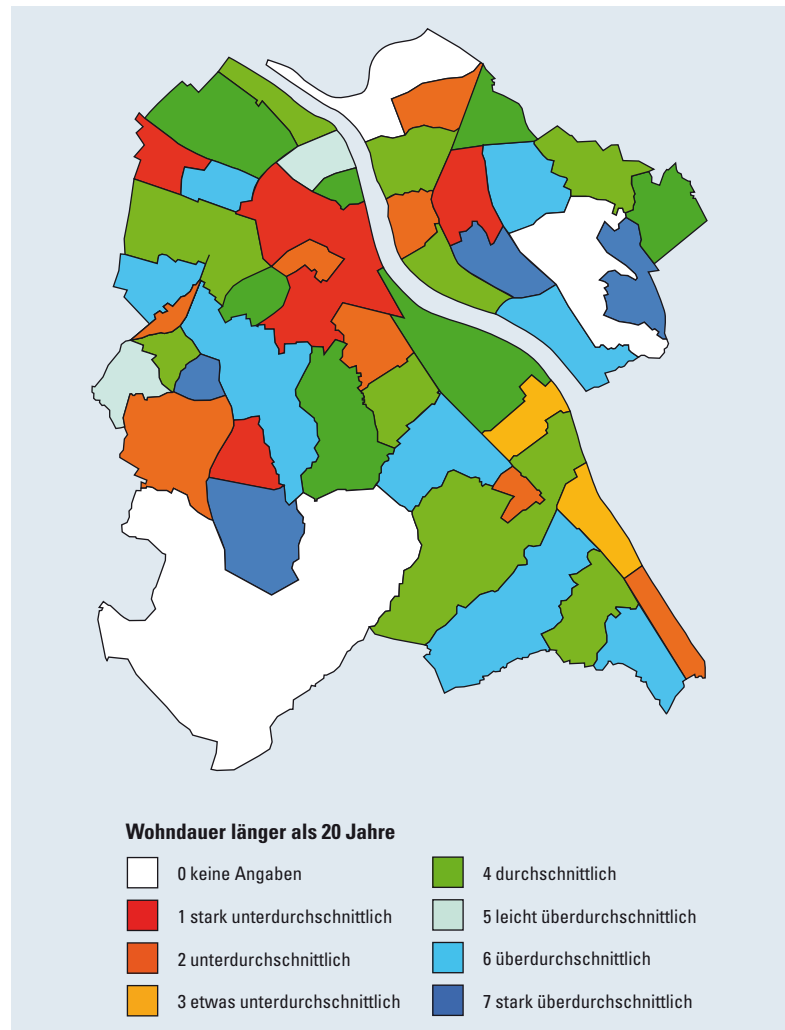 Wohndauer länger als 20 Jahre
0 keine Angaben
1 stark unterdurchschnittlich
2 unterdurchschnittlich
3 etwas unterdurchschnittlich
4 durchschnittlich
5 leicht überdurchschnittlich
6 überdurchschnittlich
7 stark überdurchschnittlich